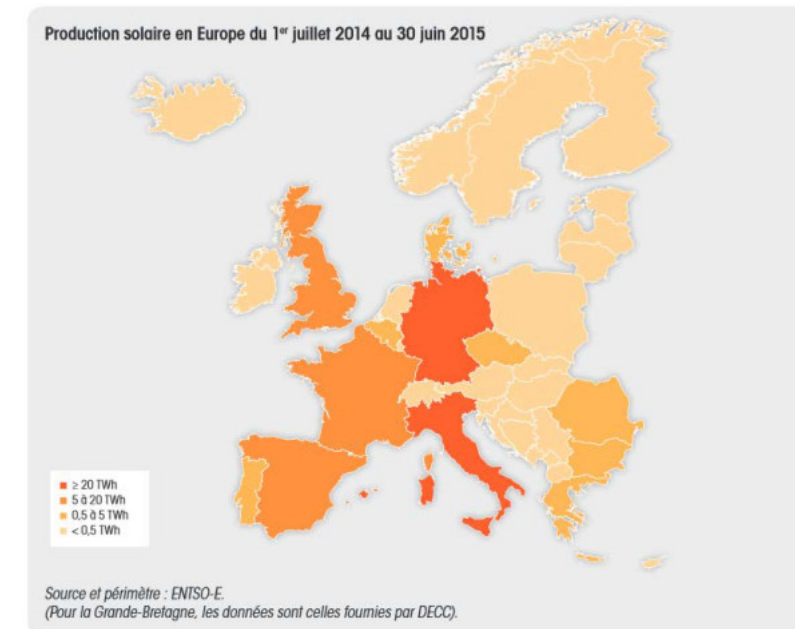 Production solaire en Europe du 1er juillet 2014 au 30 juin 2015
≥ 20 TWh
5 à 20 TWh
0,5 à 5 TWh
< 0,5 TWh
Source et périmètre : ENTSO-E.
(Pour la Grande-Bretagne, les données sont celles fournies par DECC).